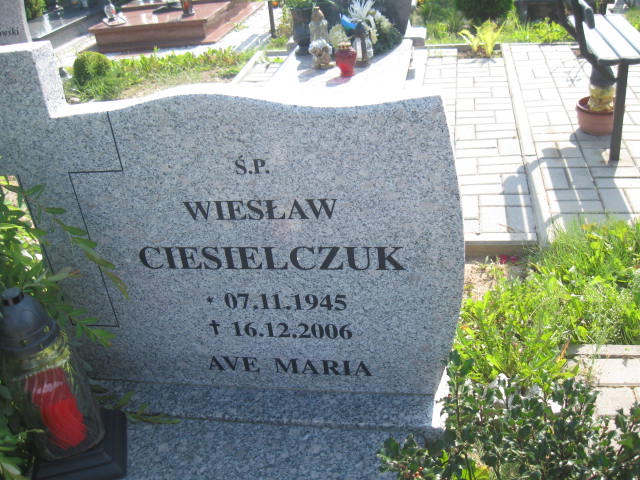 Ś.P.
WIESŁAW
CIESIELCZUK
* 07.11.1945
† 16.12.2006
AVE MARIA